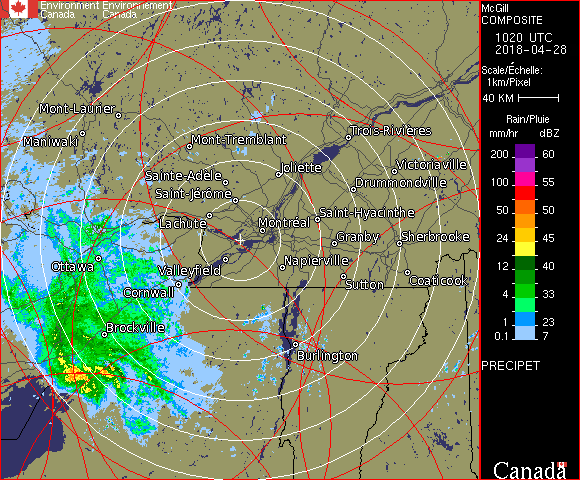 Environment Environnement
Canada Canada
Mont-Laurier
Maniwaki
Mont-Tremblant
Trois-Rivières
Joliette
Victoriaville
Sainte-Adèle
Drummondville
Saint-Jérôme
Saint-Hyacinthe
Lachute
Montréal
Granby
Sherbrooke
Ottawa
Valleyfield
Napierville
Sutton
Coaticook
Cornwall
Brockville
Burlington
McGill
COMPOSITE
1020 UTC
2018-04-28
Scale/Échelle:
1km/Pixel
40 KM
Rain/Pluie
mm/hr dBZ
200 60
100 55
50 50
24 45
12 40
4 33
1 23
0.1 7
PRECIPET
Canada